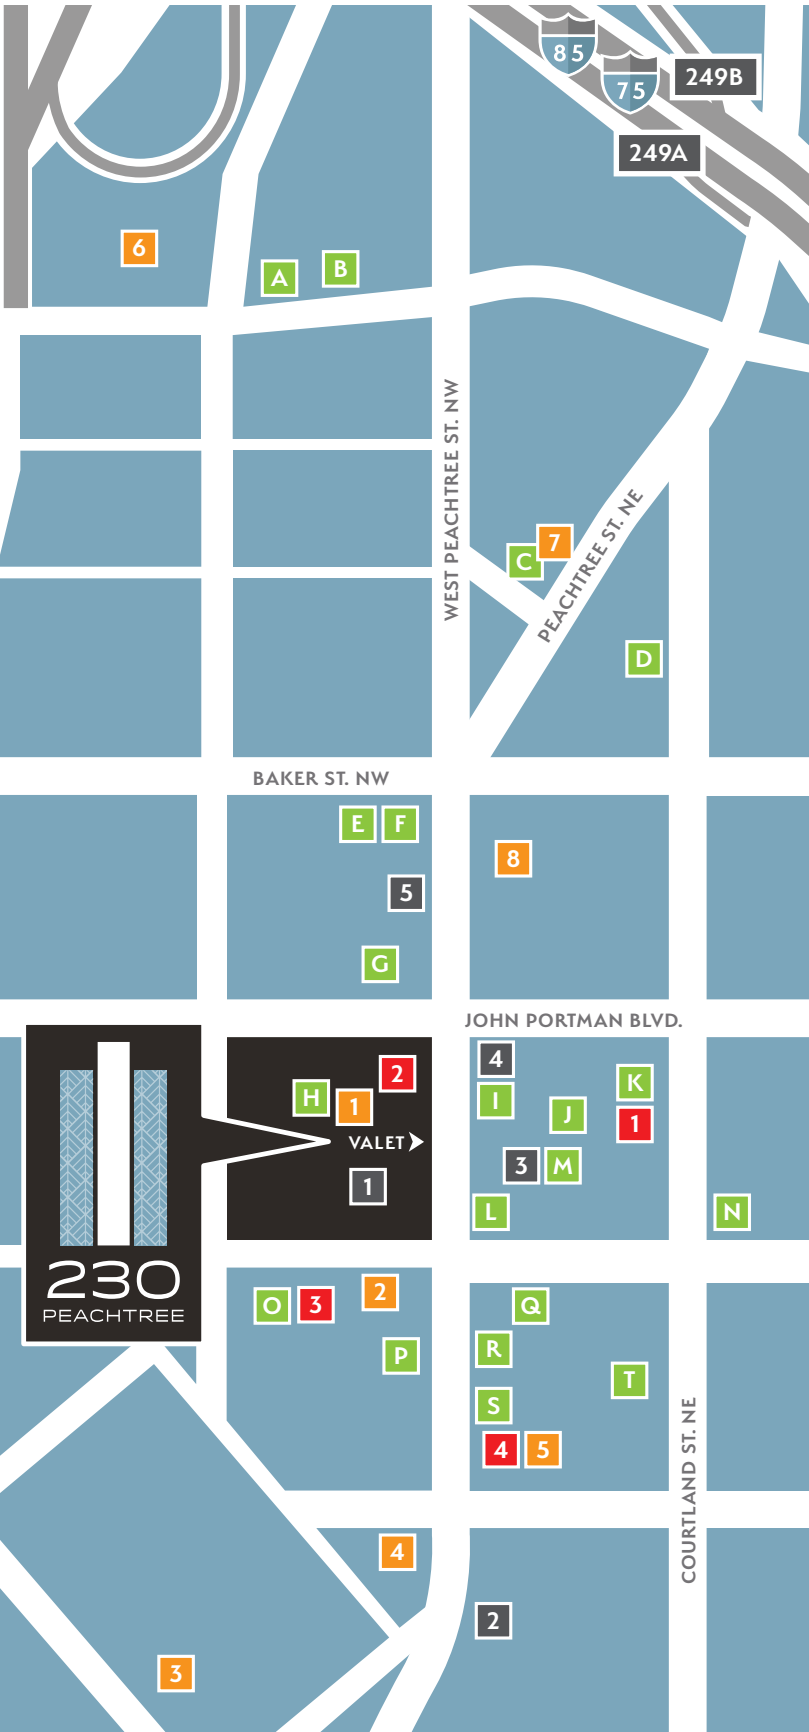 85
75
249B
249A
6
A
B
WEST PEACHTREE ST. NW
PEACHTREE ST. NE
7
C
D
BAKER ST. NW
E
F
8
5
G
JOHN PORTMAN BLVD.
4
2
K
H
1
I
J
1
VALET
3
M
1
L
N
230
PEACHTREE
O
3
2
Q
P
R
T
S
4
5
COURTLAND ST. NE
4
2
3